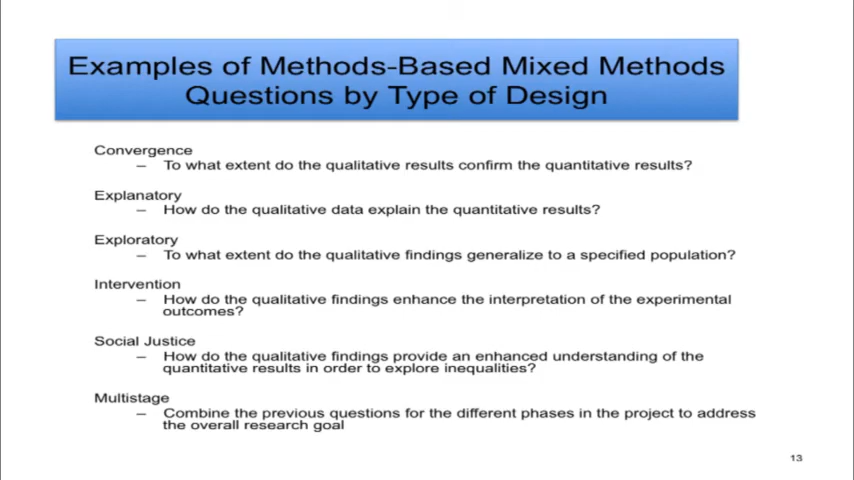 Examples of Methods-Based Mixed Methods
Questions by Type of Design
Convergence
– To what extent do the qualitative results confirm the quantitative results?
Explanatory
– How do the qualitative data explain the quantitative results?
Exploratory
– To what extent do the qualitative findings generalize to a specified population?
Intervention
– How do the qualitative findings enhance the interpretation of the experimental
outcomes?
Social Justice
– How do the qualitative findings provide an enhanced understanding of the
quantitative results in order to explore inequalities?
Multistage
– Combine the previous questions for the different phases in the project to address
the overall research goal
13